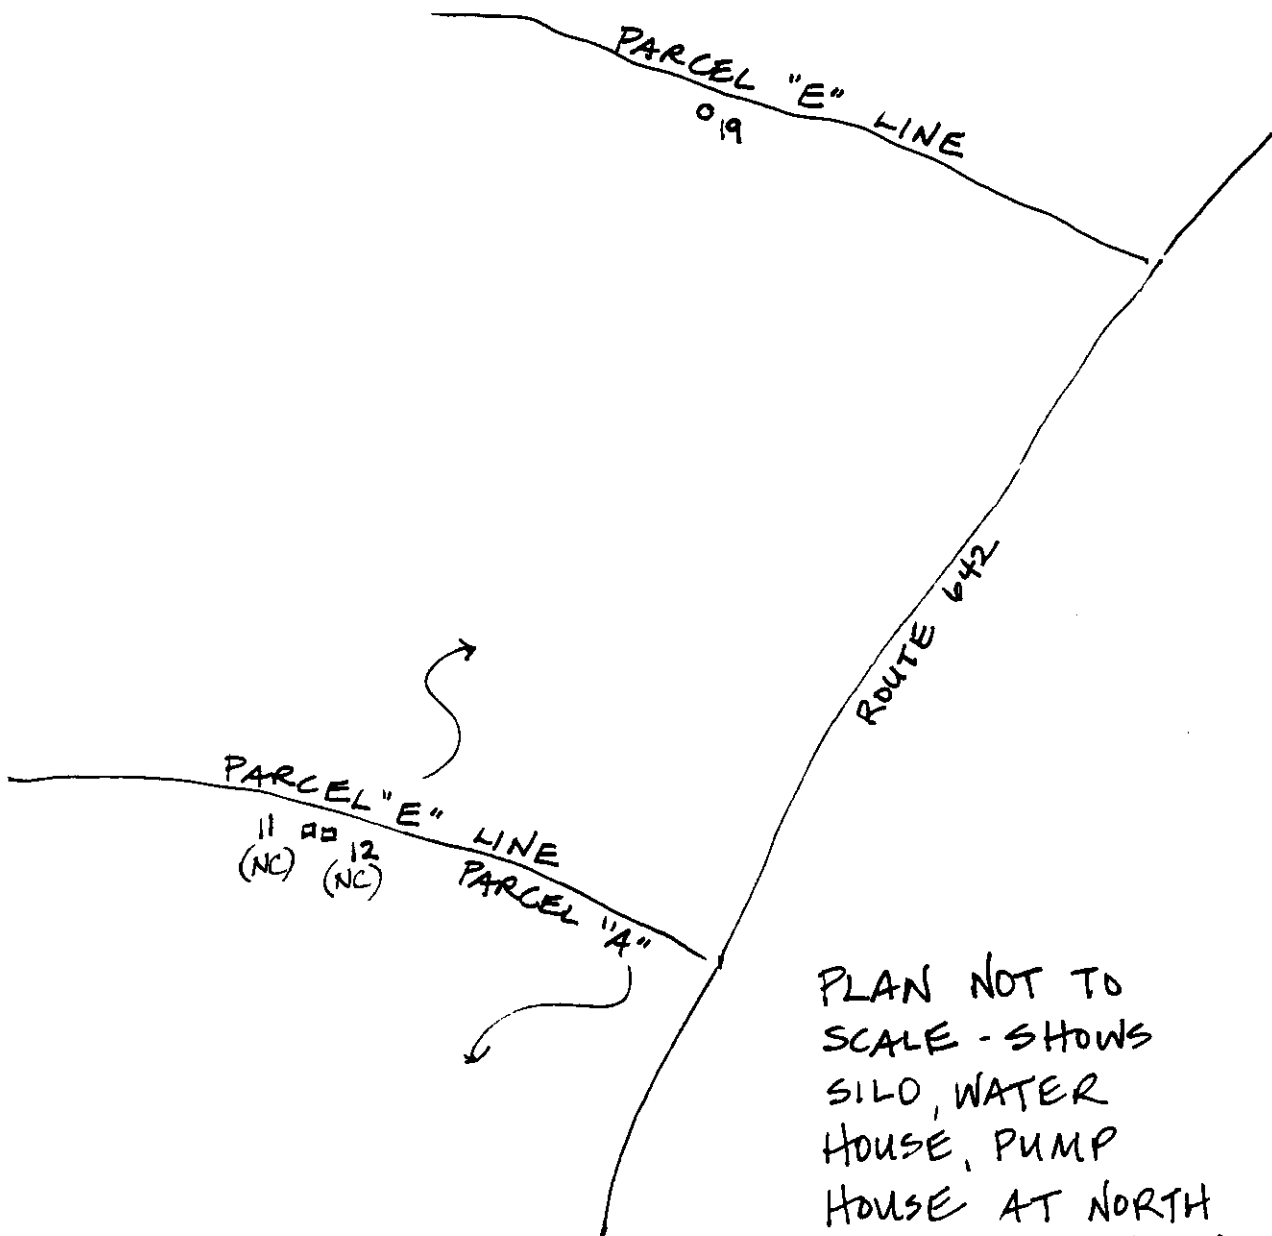 PARCEL "E" LINE
19
ROUTE 642
PARCEL "E" LINE
11
(NC)
12
(NC)
PARCEL "A"
PLAN NOT TO
SCALE - SHOWS
SILO, WATER
HOUSE, PUMP
HOUSE AT NORTH